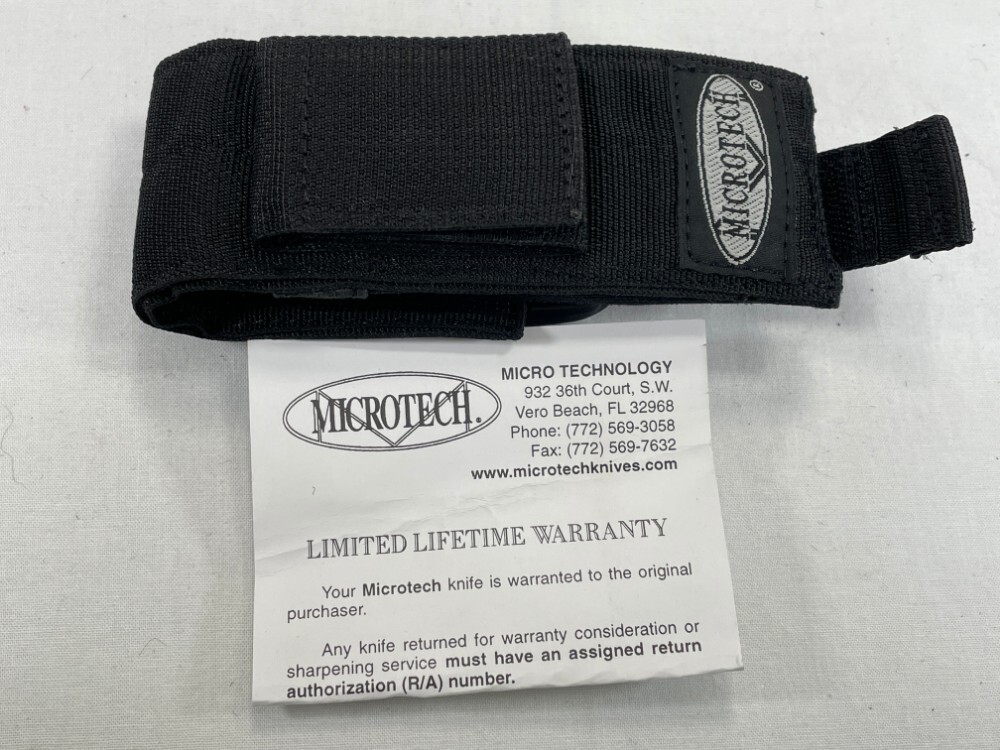 MICROTECH
®
MICROTECH.
MICRO TECHNOLOGY
932 36th Court, S.W.
Vero Beach, FL 32968
Phone: (772) 569-3058
Fax: (772) 569-7632
www.microtechknives.com
LIMITED LIFETIME WARRANTY
Your Microtech knife is warranted to the original
purchaser.
Any knife returned for warranty consideration or
sharpening service must have an assigned return
authorization (R/A) number.